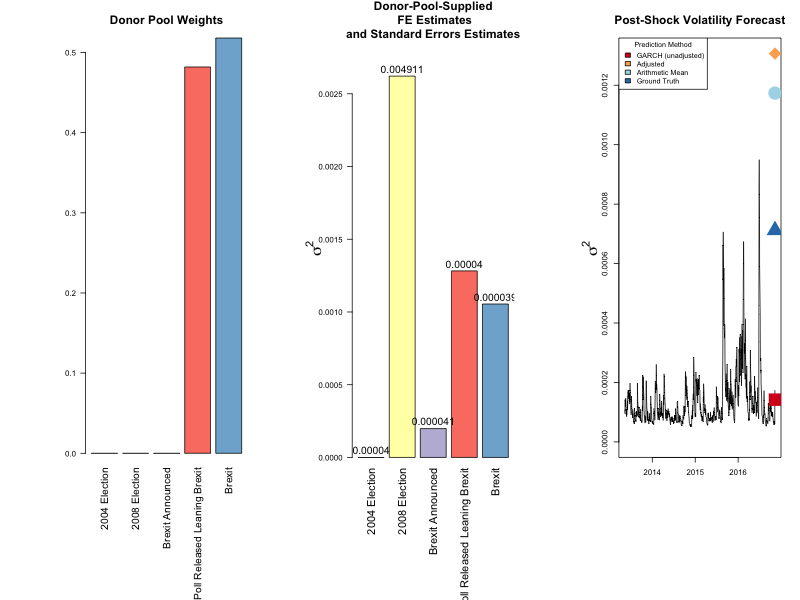 Donor Pool Weights
0.5
0.4
0.3
0.2
0.1
0.0
2004 Election
2008 Election
Brexit Announced
Poll Released Leaning Brexit
Brexit
Donor-Pool-Supplied
FE Estimates
and Standard Errors Estimates
σ²
0.0025
0.0020
0.0015
0.0010
0.0005
0.0000
0.00004
0.004911
0.000041
0.00004
0.000039
2004 Election
2008 Election
Brexit Announced
oll Released Leaning Brexit
Brexit
Post-Shock Volatility Forecast
Prediction Method
GARCH (unadjusted)
Adjusted
Arithmetic Mean
Ground Truth
σ²
0.0012
0.0010
0.0008
0.0006
0.0004
0.0002
0.0000
2014
2015
2016